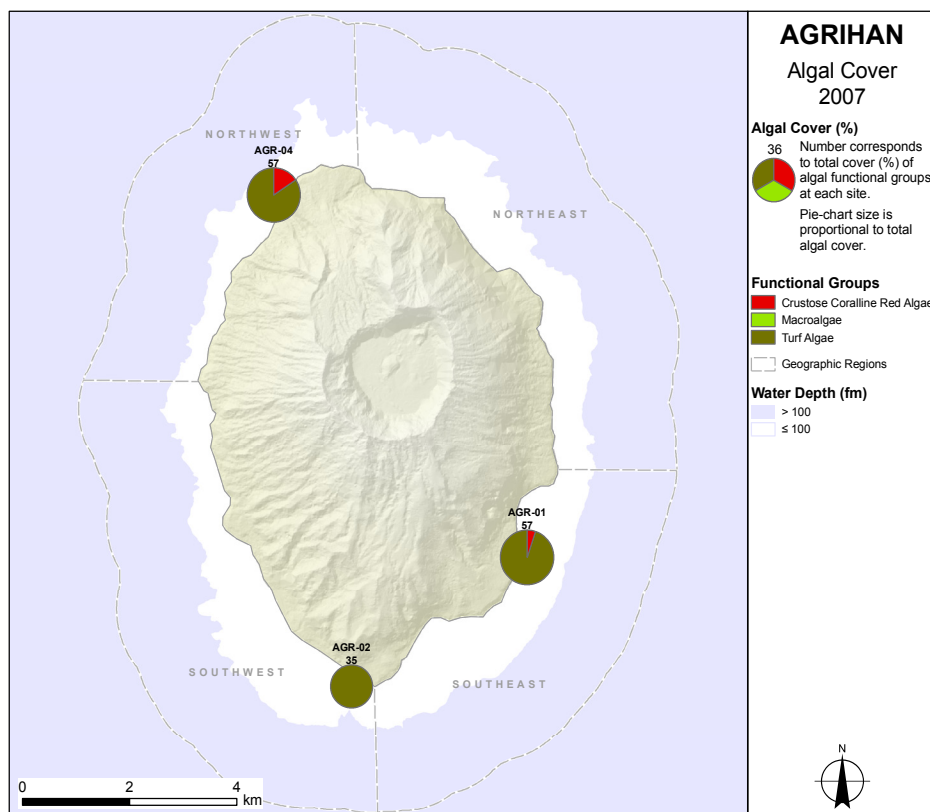 AGRIHAN
Algal Cover
2007
Algal Cover (%)
36
Number corresponds
to total cover (%) of
algal functional groups
at each site.
Pie-chart size is
proportional to total
algal cover.
Functional Groups
Crustose Coralline Red Algae
Macroalgae
Turf Algae
Geographic Regions
Water Depth (fm)
> 100
≤ 100
N
NORTHWEST
AGR-04
57
NORTHEAST
AGR-01
57
AGR-02
35
SOUTHWEST
SOUTHEAST
0 2 4
km